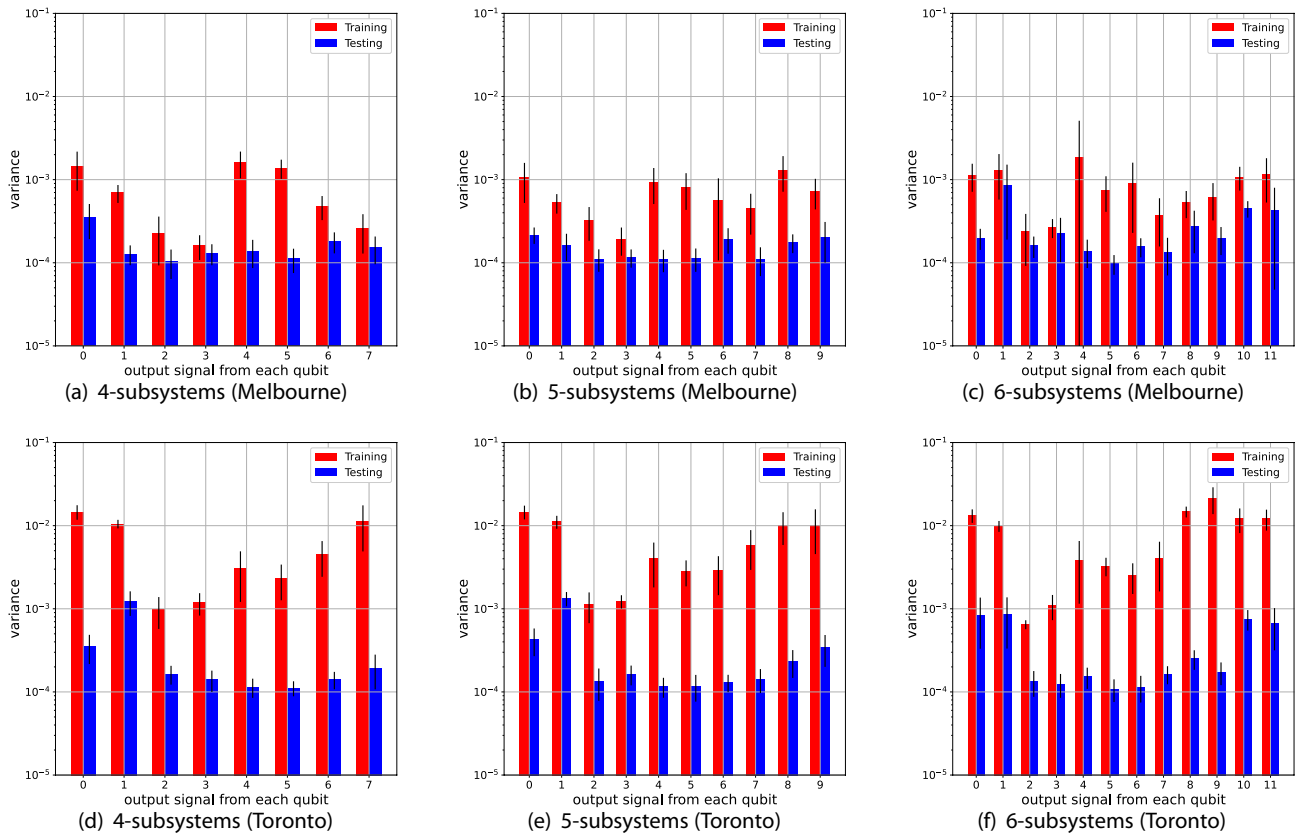 10⁻¹
10⁻²
10⁻³
10⁻⁴
10⁻⁵
variance
Training
Testing
0 1 2 3 4 5 6 7
output signal from each qubit
(a) 4-subsystems (Melbourne)
10⁻¹
10⁻²
10⁻³
10⁻⁴
10⁻⁵
variance
Training
Testing
0 1 2 3 4 5 6 7 8 9
output signal from each qubit
(b) 5-subsystems (Melbourne)
10⁻¹
10⁻²
10⁻³
10⁻⁴
10⁻⁵
variance
Training
Testing
0 1 2 3 4 5 6 7 8 9 10 11
output signal from each qubit
(c) 6-subsystems (Melbourne)
10⁻¹
10⁻²
10⁻³
10⁻⁴
10⁻⁵
variance
Training
Testing
0 1 2 3 4 5 6 7
output signal from each qubit
(d) 4-subsystems (Toronto)
10⁻¹
10⁻²
10⁻³
10⁻⁴
10⁻⁵
variance
Training
Testing
0 1 2 3 4 5 6 7 8 9
output signal from each qubit
(e) 5-subsystems (Toronto)
10⁻¹
10⁻²
10⁻³
10⁻⁴
10⁻⁵
variance
Training
Testing
0 1 2 3 4 5 6 7 8 9 10 11
output signal from each qubit
(f) 6-subsystems (Toronto)